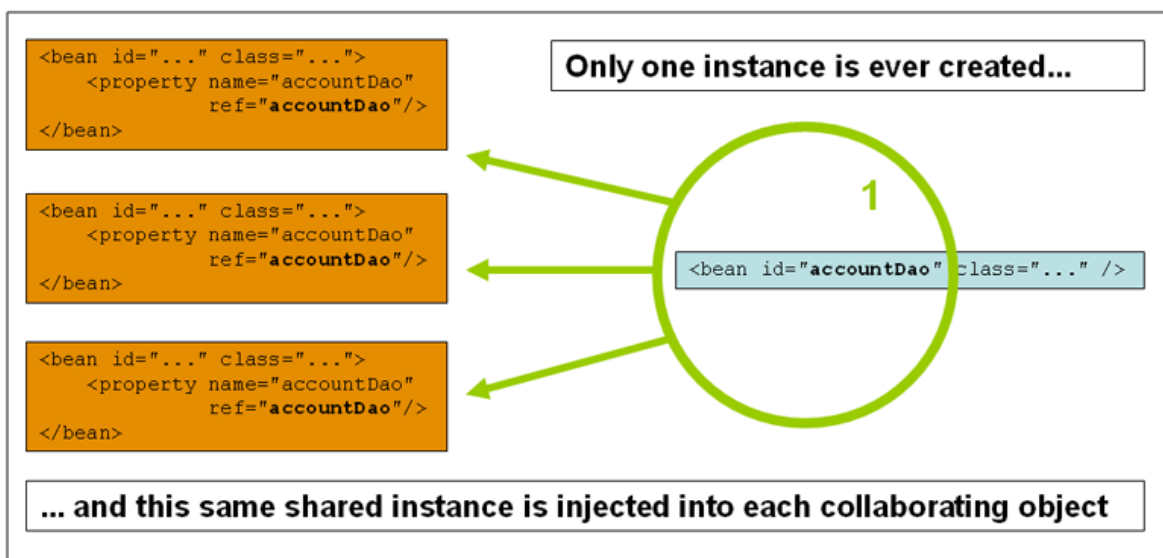 <bean id="..." class="...">
<property name="accountDao"
ref="accountDao"/>
</bean>
Only one instance is ever created...
<bean id="..." class="...">
<property name="accountDao"
ref="accountDao"/>
</bean>
1
<bean id="accountDao" class="..." />
<bean id="..." class="...">
<property name="accountDao"
ref="accountDao"/>
</bean>
... and this same shared instance is injected into each collaborating object